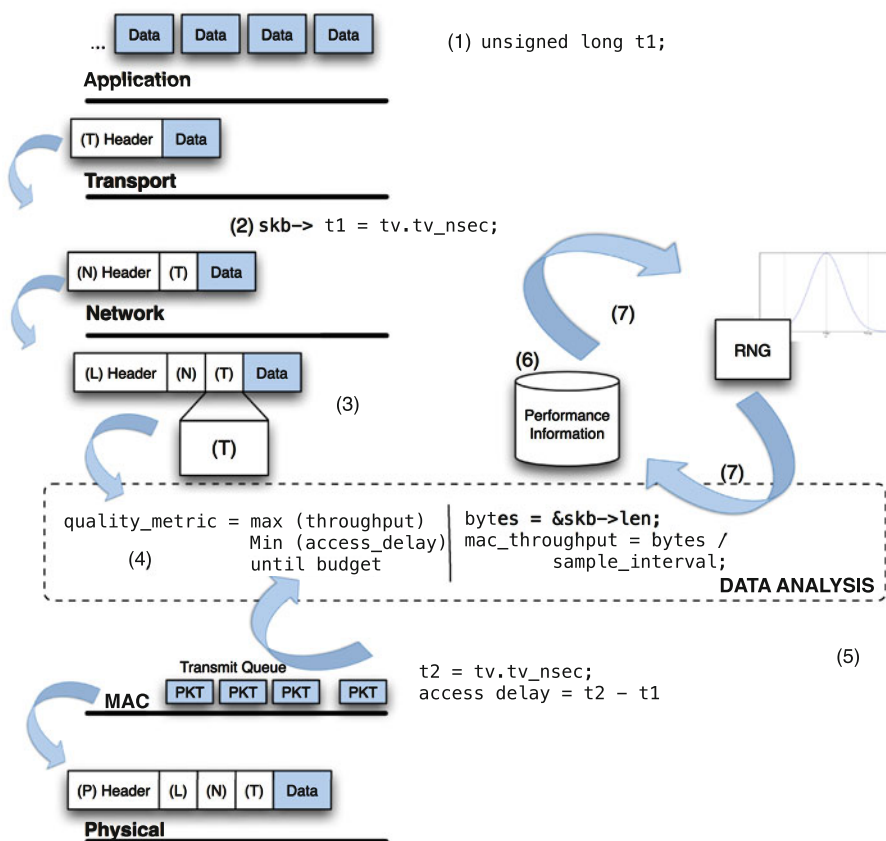 ... Data Data Data Data
(1) unsigned long t1;
Application
(T) Header Data
Transport
(2) skb-> t1 = tv.tv_nsec;
(N) Header (T) Data
Network
(7)
RNG
(L) Header (N) (T) Data
(6)
(3)
Performance
Information
(T)
(7)
quality_metric = max (throughput)
Min (access_delay)
until budget
(4)
bytes = &skb->len;
mac_throughput = bytes /
sample_interval;
DATA ANALYSIS
(5)
Transmit Queue
PKT PKT PKT PKT
MAC
t2 = tv.tv_nsec;
access delay = t2 – t1
(P) Header (L) (N) (T) Data
Physical